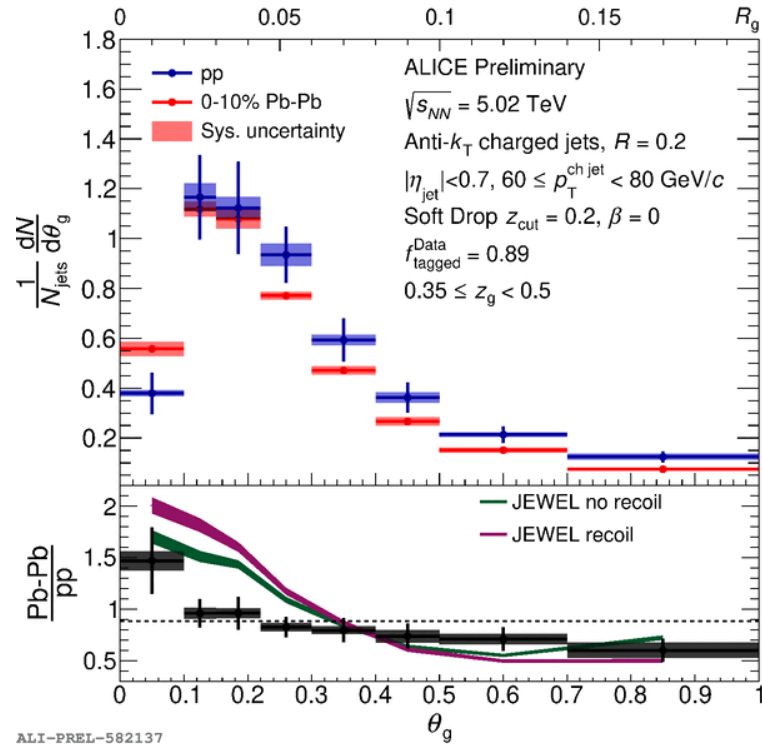 0 0.05 0.1 0.15 R_g
1.8
1.6
1.4
1.2
1
0.8
0.6
0.4
0.2
1/N_jets dN/dθ_g
pp
0-10% Pb-Pb
Sys. uncertainty
ALICE Preliminary
√s_NN = 5.02 TeV
Anti-k_T charged jets, R = 0.2
|η_jet|<0.7, 60 ≤ p_T^ch jet < 80 GeV/c
Soft Drop z_cut = 0.2, β = 0
f_tagged^Data = 0.89
0.35 ≤ z_g < 0.5
2
1.5
1
0.5
Pb-Pb/pp
JEWEL no recoil
JEWEL recoil
0 0.1 0.2 0.3 0.4 0.5 0.6 0.7 0.8 0.9 1
θ_g
ALI-PREL-582137